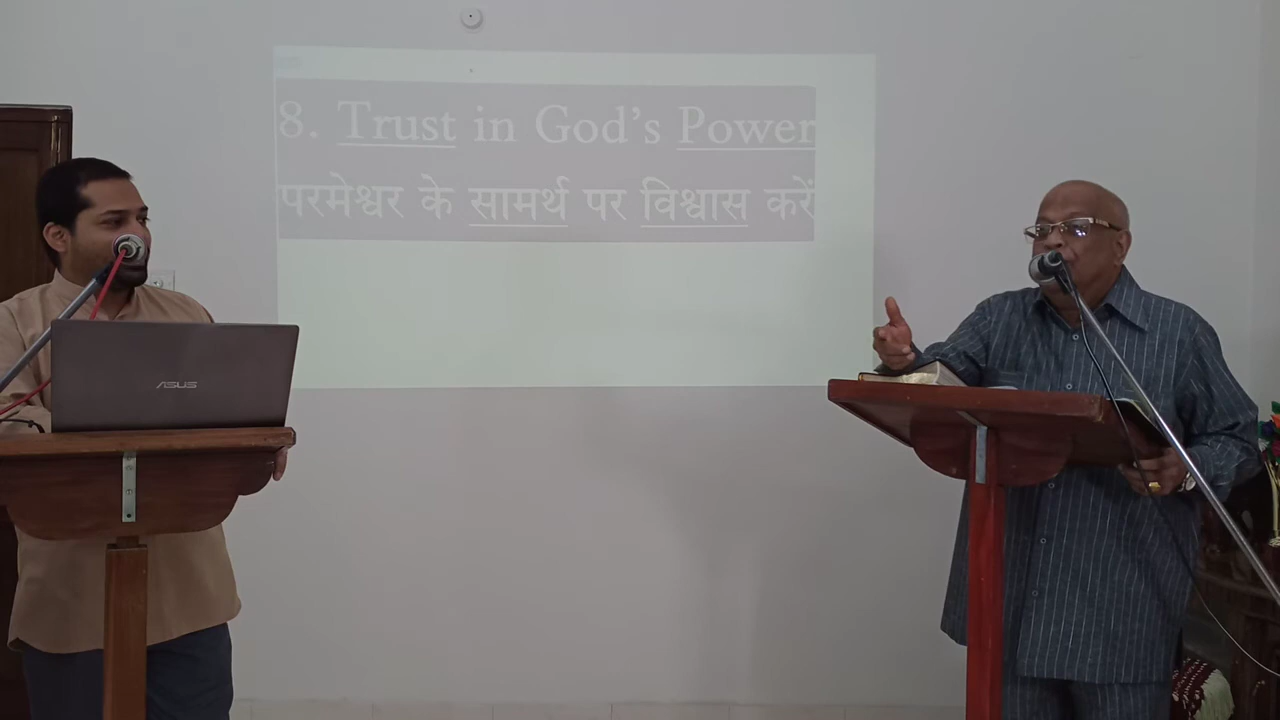 8. Trust in God's Power
परमेश्वर के सामर्थ पर विश्वास करें
ASUS